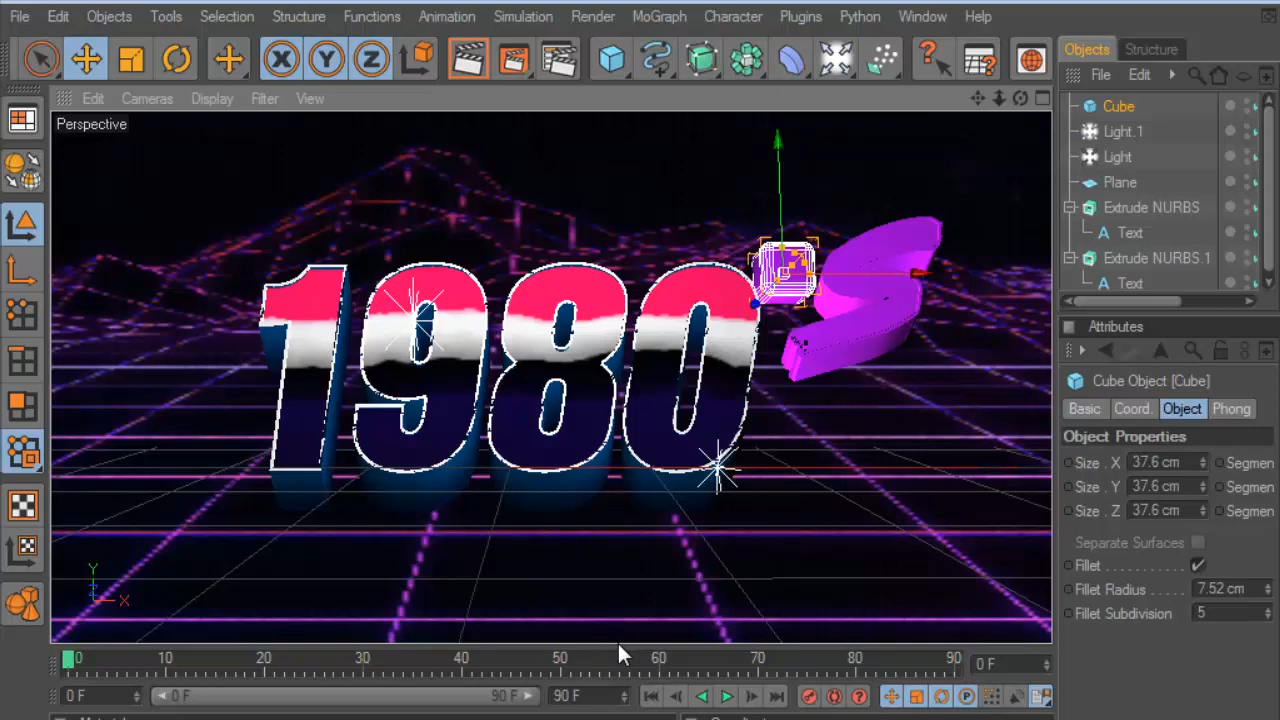 File Edit Objects Tools Selection Structure Functions Animation Simulation Render MoGraph Character Plugins Python Window Help
X Y Z
Objects Structure
File Edit
Edit Cameras Display Filter View
Perspective
Cube
Light.1
Light
Plane
Extrude NURBS
Text
Extrude NURBS.1
Text
1980 S
Attributes
Cube Object [Cube]
Basic Coord. Object Phong
Object Properties
Size . X 37.6 cm Segmen
Size . Y 37.6 cm Segmen
Size . Z 37.6 cm Segmen
Separate Surfaces
Fillet
Fillet Radius 7.52 cm
Fillet Subdivision 5
Y
Z
X
0 10 20 30 40 50 60 70 80 90 0 F
0 F 0 F 90 F 90 F